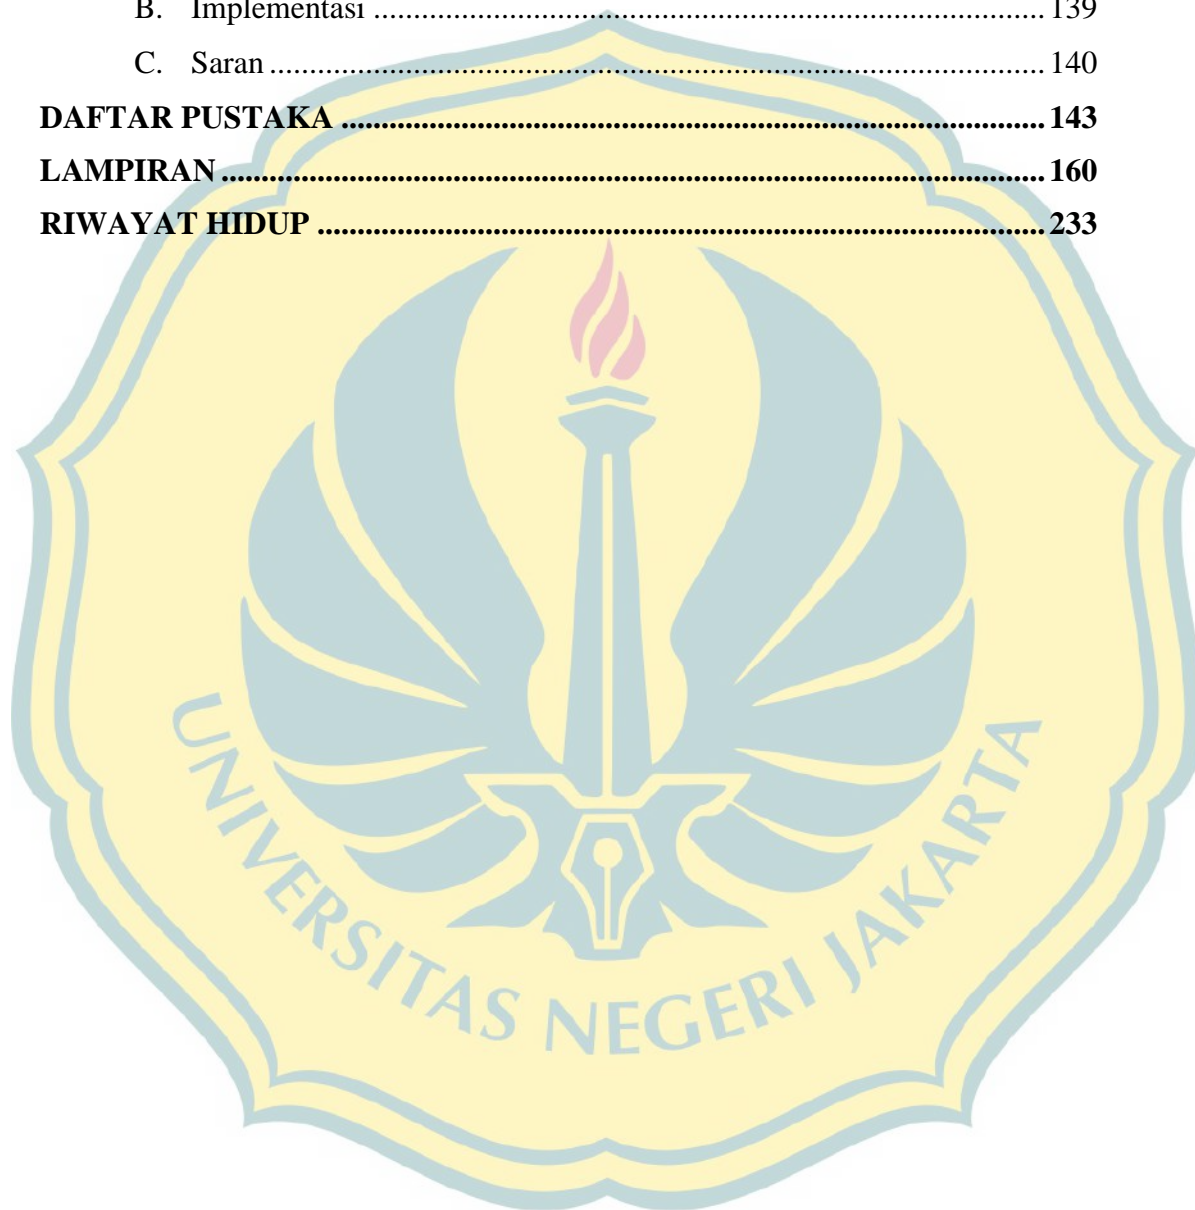 B. Implementasi ........................................................................................ 139
C. Saran ........................................................................................ 140
DAFTAR PUSTAKA ........................................................................................ 143
LAMPIRAN ........................................................................................ 160
RIWAYAT HIDUP ........................................................................................ 233
UNIVERSITAS NEGERI JAKARTA